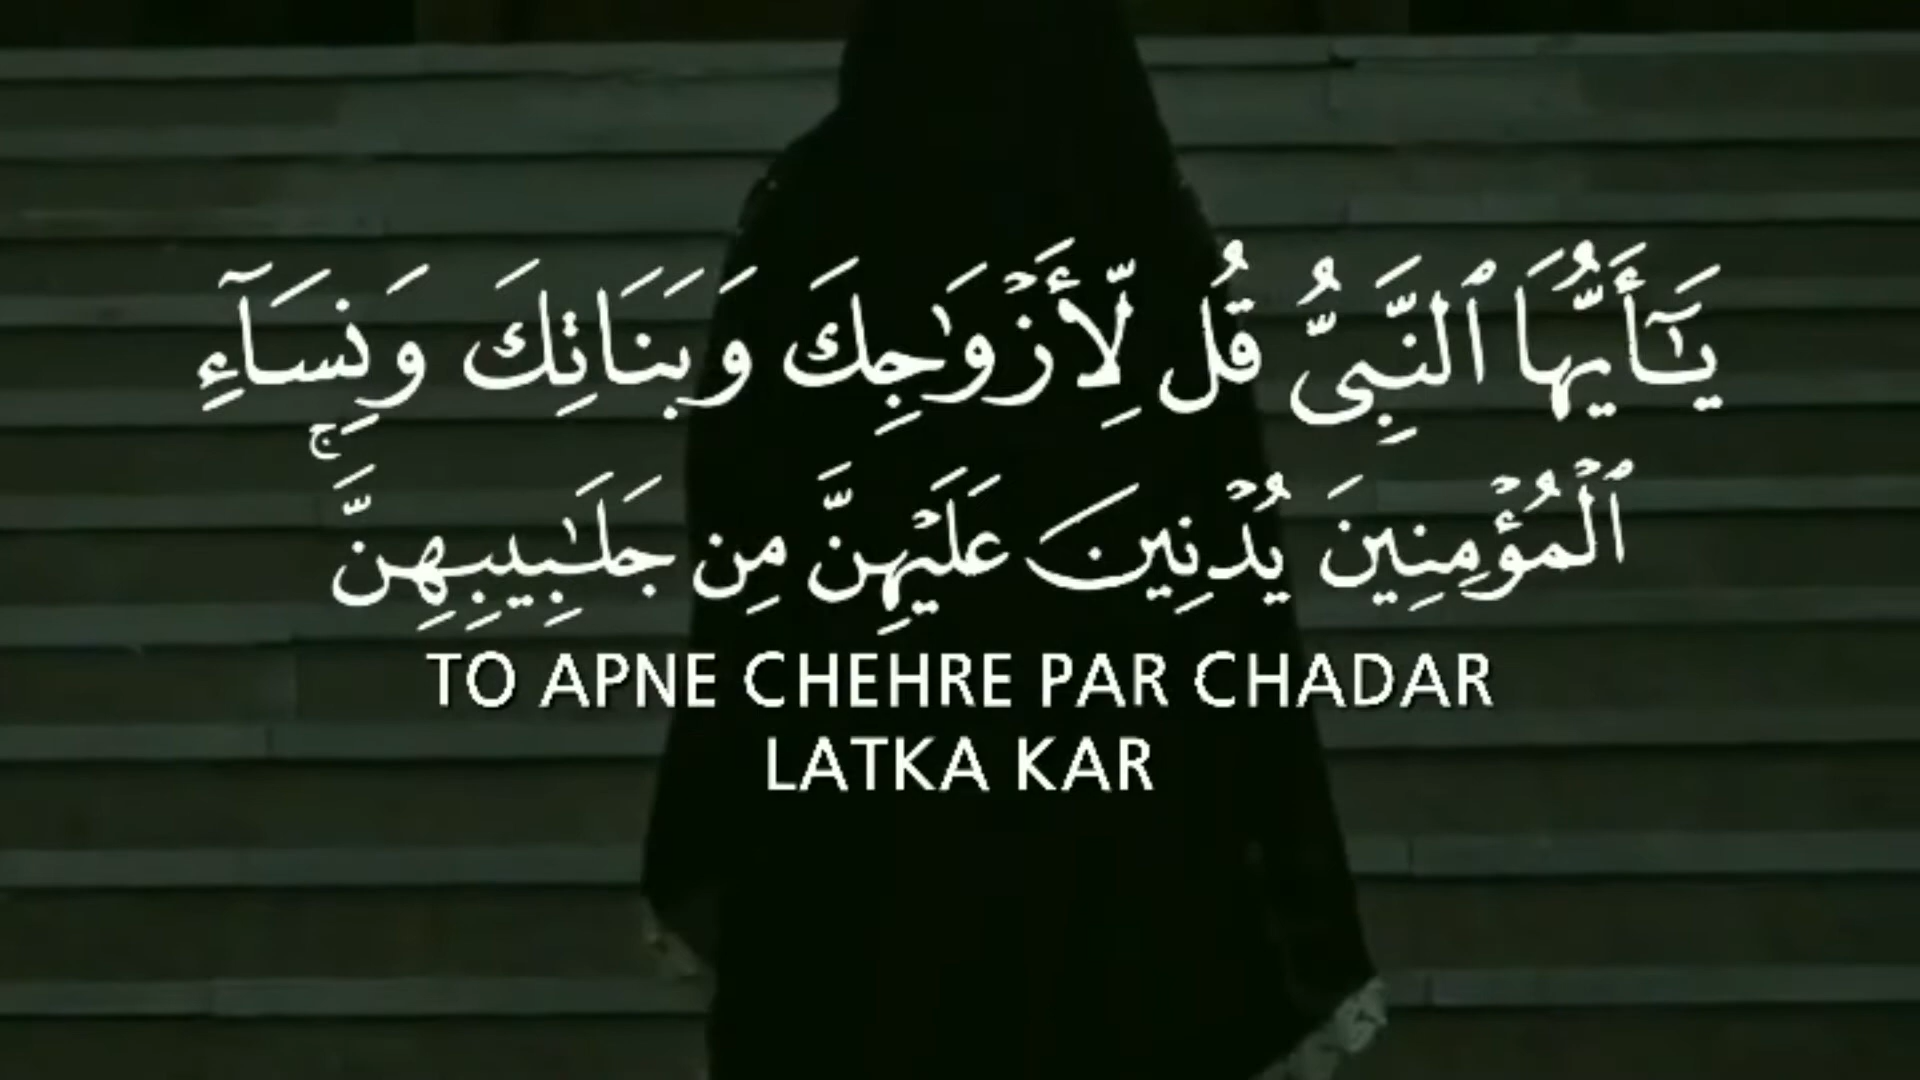 يَـٰٓأَيُّهَا ٱلنَّبِىُّ قُل لِّأَزْوَٰجِكَ وَبَنَاتِكَ وَنِسَآءِ
ٱلْمُؤْمِنِينَ يُدْنِينَ عَلَيْهِنَّ مِن جَلَـٰبِيبِهِنَّ ۚ
TO APNE CHEHRE PAR CHADAR
LATKA KAR